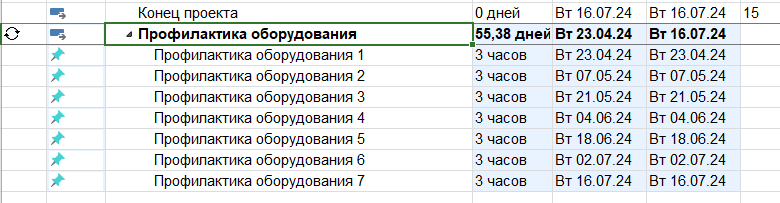 Конец проекта 0 дней Вт 16.07.24 Вт 16.07.24 15
Профилактика оборудования 55,38 дней Вт 23.04.24 Вт 16.07.24
Профилактика оборудования 1 3 часов Вт 23.04.24 Вт 23.04.24
Профилактика оборудования 2 3 часов Вт 07.05.24 Вт 07.05.24
Профилактика оборудования 3 3 часов Вт 21.05.24 Вт 21.05.24
Профилактика оборудования 4 3 часов Вт 04.06.24 Вт 04.06.24
Профилактика оборудования 5 3 часов Вт 18.06.24 Вт 18.06.24
Профилактика оборудования 6 3 часов Вт 02.07.24 Вт 02.07.24
Профилактика оборудования 7 3 часов Вт 16.07.24 Вт 16.07.24